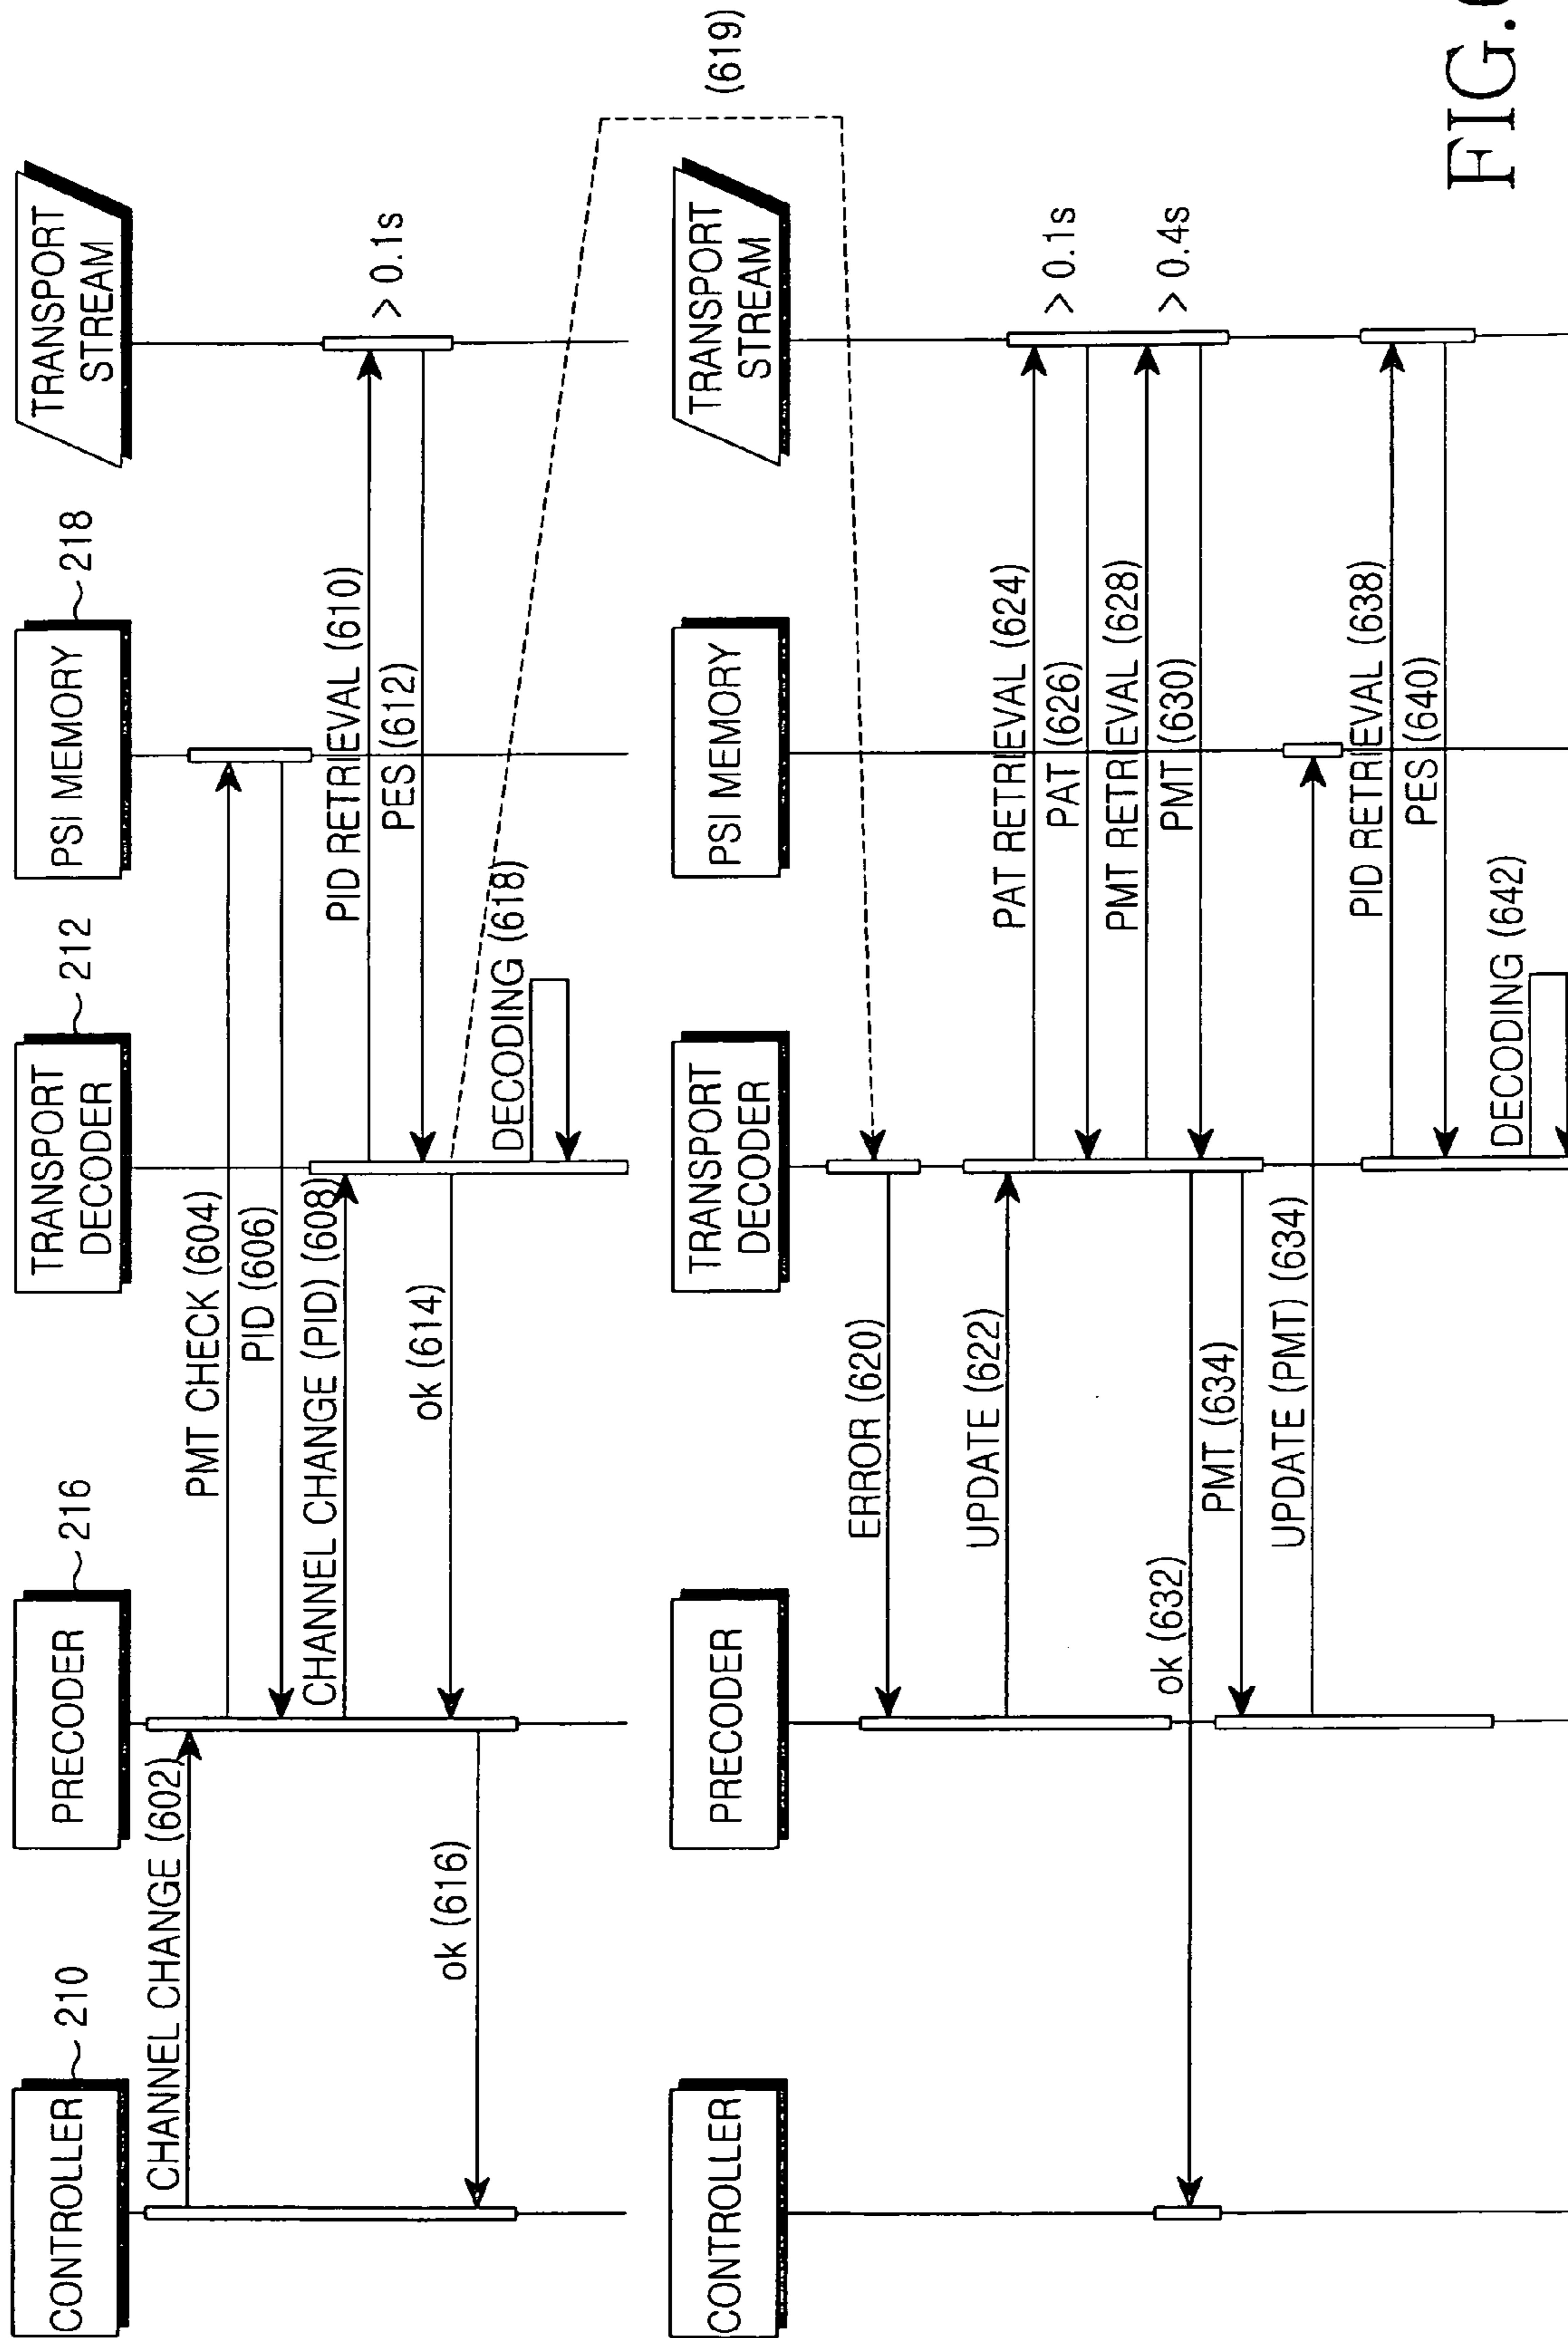 CONTROLLER
210
PRECODER
216
TRANSPORT
DECODER
212
PSI MEMORY
218
TRANSPORT
STREAM
CHANNEL CHANGE (602)
PMT CHECK (604)
PID (606)
CHANNEL CHANGE (PID) (608)
PID RETRIEVAL (610)
> 0.1s
PES (612)
ok (614)
ok (616)
DECODING (618)
(619)
CONTROLLER
PRECODER
TRANSPORT
DECODER
PSI MEMORY
TRANSPORT
STREAM
ERROR (620)
UPDATE (622)
PAT RETRIEVAL (624)
> 0.1s
PAT (626)
PMT RETRIEVAL (628)
> 0.4s
PMT (630)
ok (632)
PMT (634)
UPDATE (PMT) (634)
PID RETRIEVAL (638)
PES (640)
DECODING (642)
FIG.